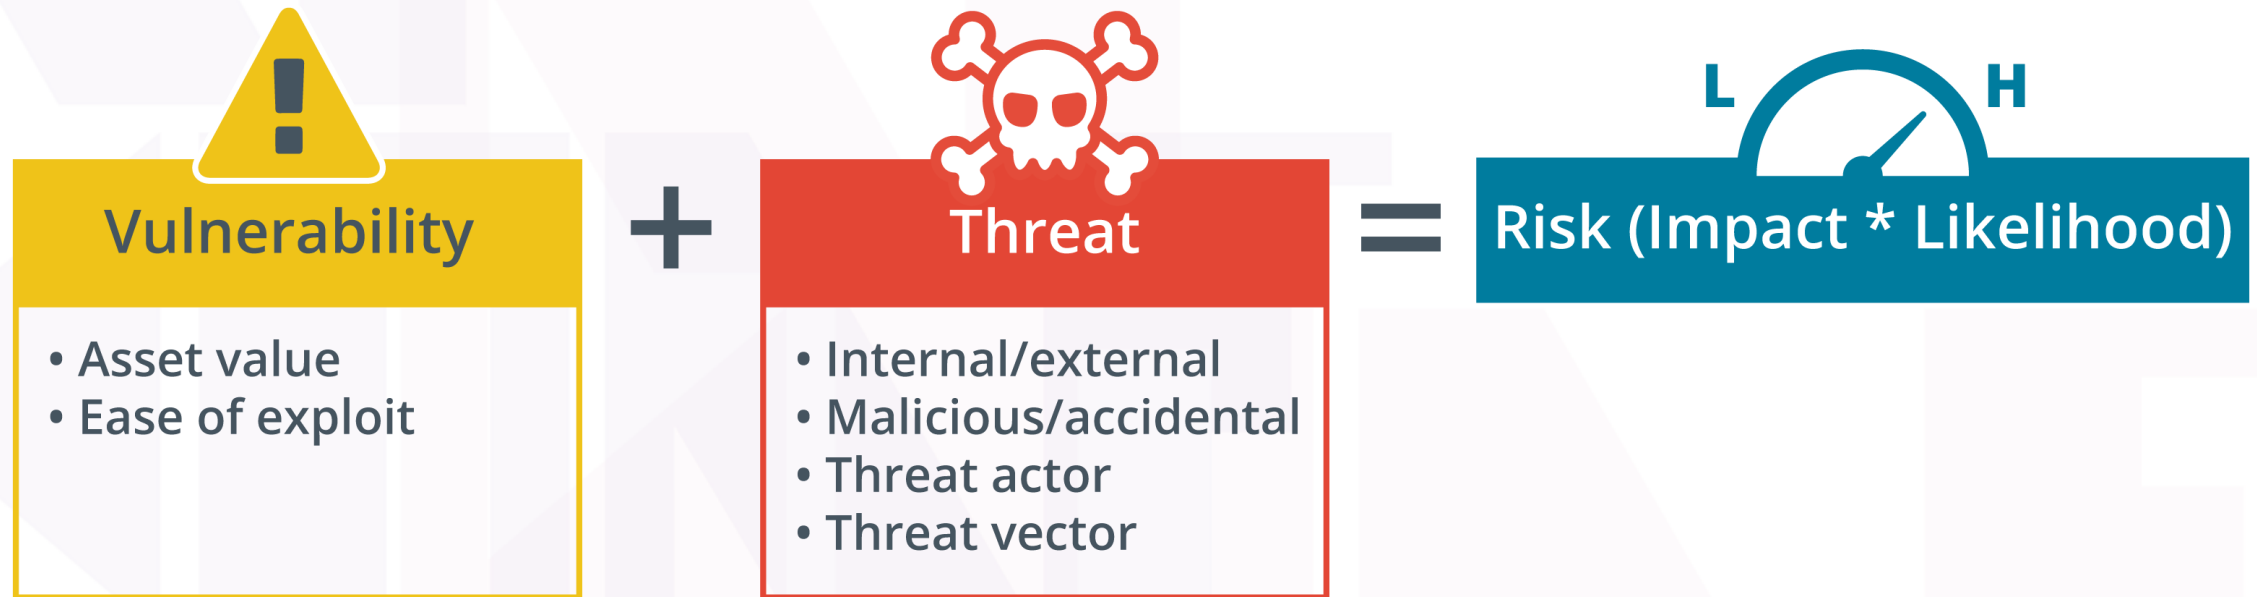 !
Vulnerability
• Asset value
• Ease of exploit
+
Threat
• Internal/external
• Malicious/accidental
• Threat actor
• Threat vector
=
L H
Risk (Impact * Likelihood)